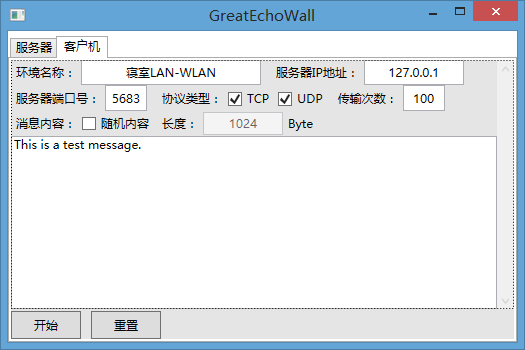 GreatEchoWall
服务器 客户机
环境名称： 寝室LAN-WLAN 服务器IP地址： 127.0.0.1
服务器端口号： 5683 协议类型： TCP UDP 传输次数： 100
消息内容： 随机内容 长度： 1024 Byte
This is a test message.
开始 重置